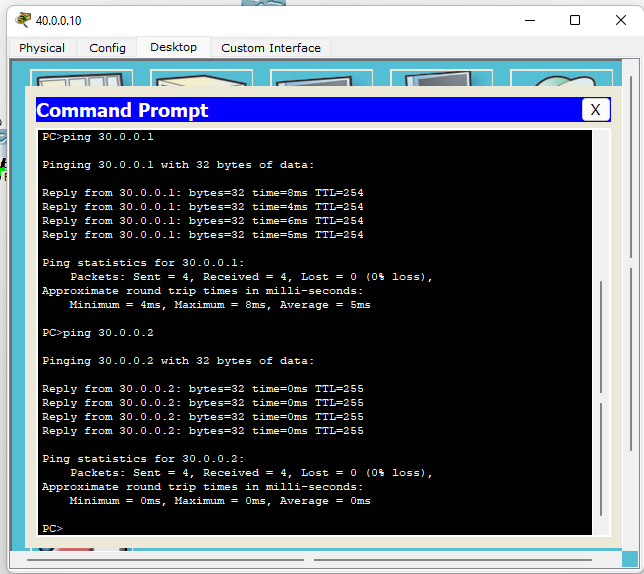 40.0.0.10
Physical Config Desktop Custom Interface
Command Prompt X
PC>ping 30.0.0.1
Pinging 30.0.0.1 with 32 bytes of data:
Reply from 30.0.0.1: bytes=32 time=8ms TTL=254
Reply from 30.0.0.1: bytes=32 time=4ms TTL=254
Reply from 30.0.0.1: bytes=32 time=6ms TTL=254
Reply from 30.0.0.1: bytes=32 time=5ms TTL=254
Ping statistics for 30.0.0.1:
Packets: Sent = 4, Received = 4, Lost = 0 (0% loss),
Approximate round trip times in milli-seconds:
Minimum = 4ms, Maximum = 8ms, Average = 5ms
PC>ping 30.0.0.2
Pinging 30.0.0.2 with 32 bytes of data:
Reply from 30.0.0.2: bytes=32 time=0ms TTL=255
Reply from 30.0.0.2: bytes=32 time=0ms TTL=255
Reply from 30.0.0.2: bytes=32 time=0ms TTL=255
Reply from 30.0.0.2: bytes=32 time=0ms TTL=255
Ping statistics for 30.0.0.2:
Packets: Sent = 4, Received = 4, Lost = 0 (0% loss),
Approximate round trip times in milli-seconds:
Minimum = 0ms, Maximum = 0ms, Average = 0ms
PC>